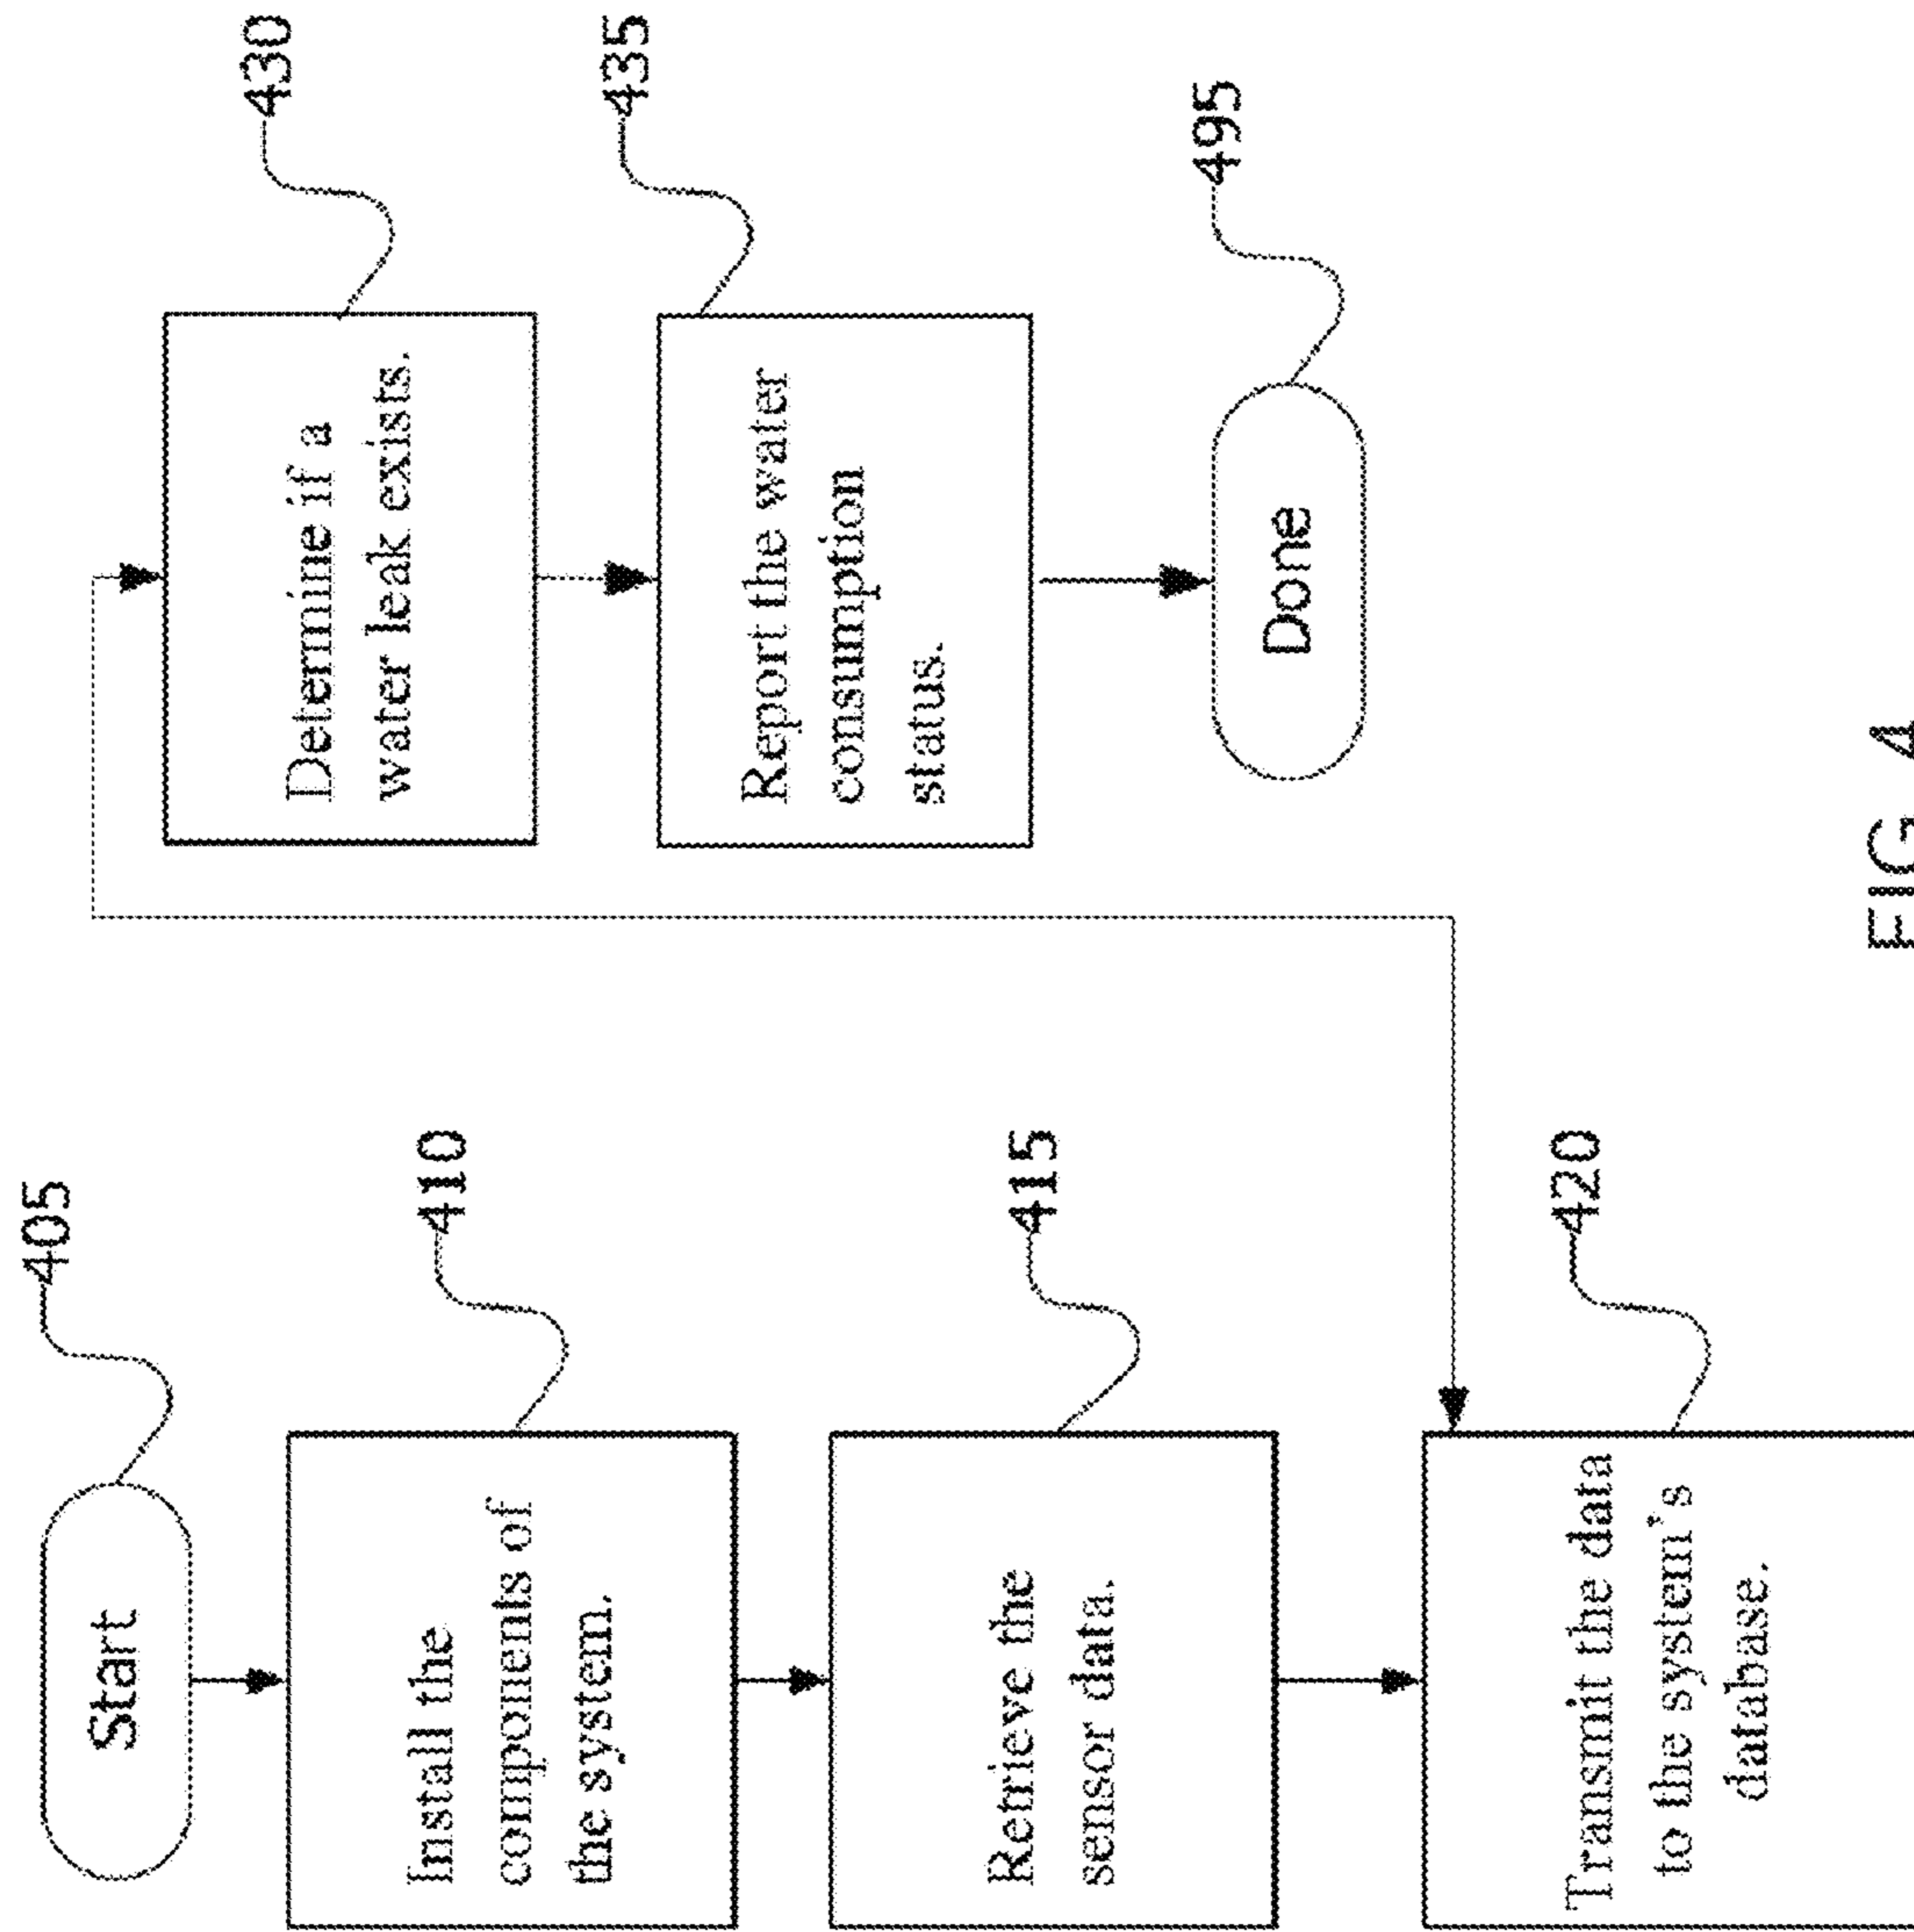 405
Start
410
Install the
components of
the system.
415
Retrieve the
sensor data.
420
Transmit the data
to the system's
database.
430
Determine if a
water leak exists.
435
Report the water
consumption
status.
495
Done
FIG. 4